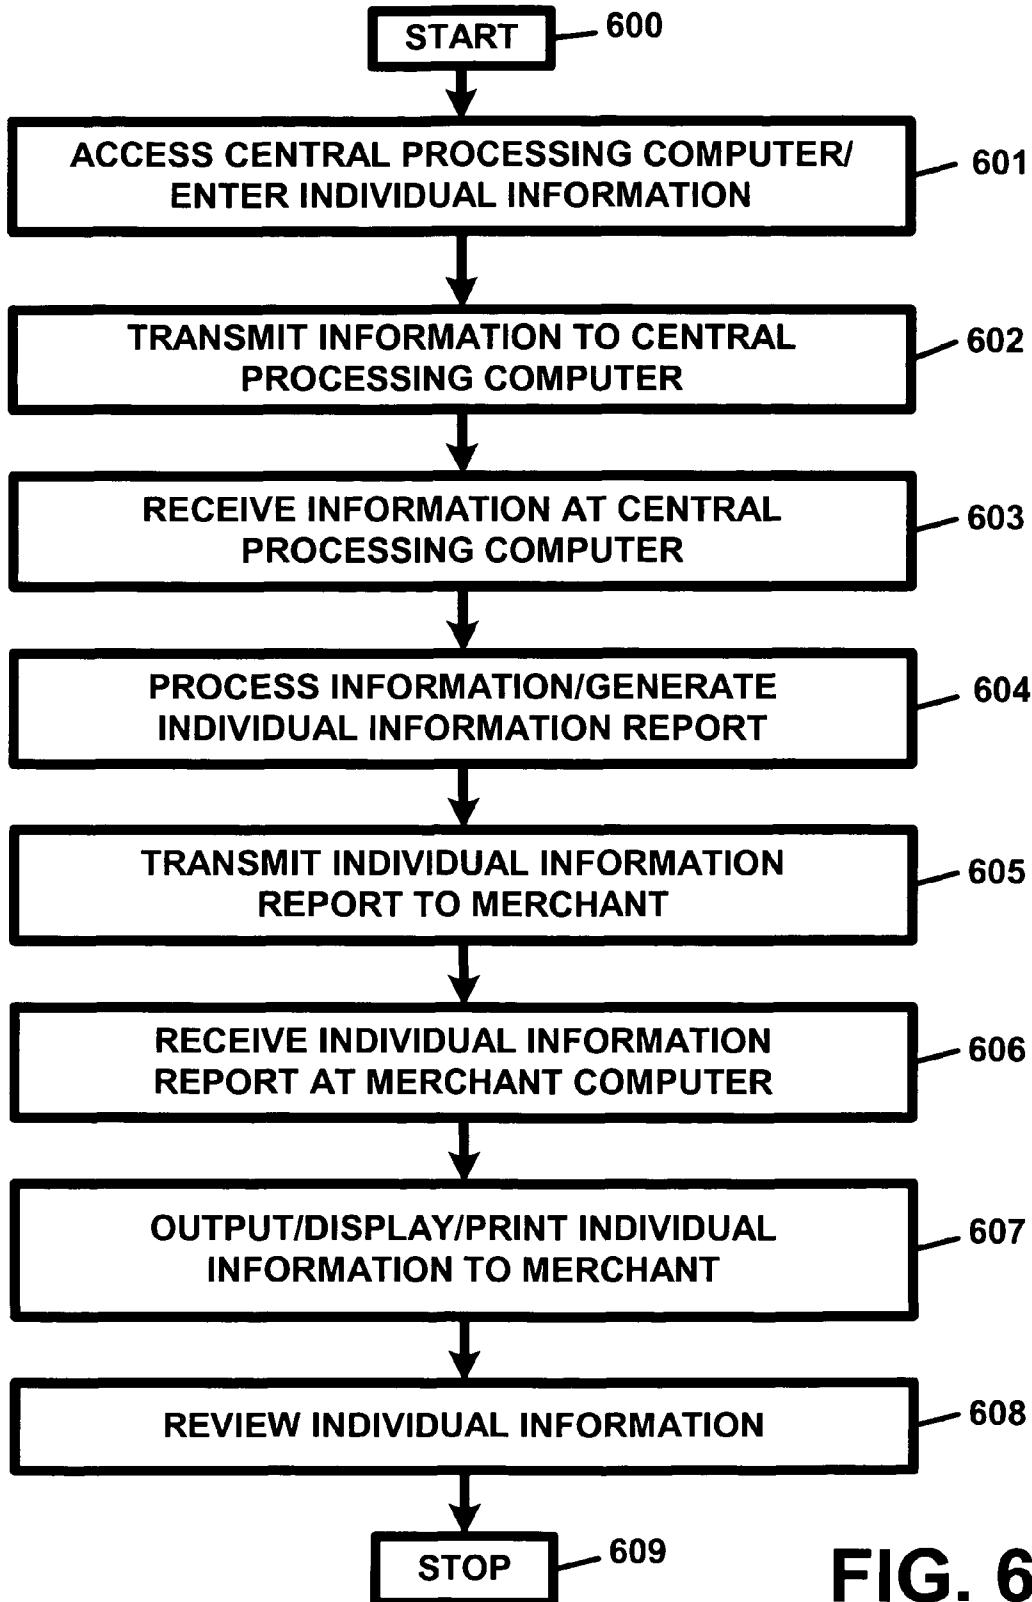 START
600
ACCESS CENTRAL PROCESSING COMPUTER/
ENTER INDIVIDUAL INFORMATION
601
TRANSMIT INFORMATION TO CENTRAL
PROCESSING COMPUTER
602
RECEIVE INFORMATION AT CENTRAL
PROCESSING COMPUTER
603
PROCESS INFORMATION/GENERATE
INDIVIDUAL INFORMATION REPORT
604
TRANSMIT INDIVIDUAL INFORMATION
REPORT TO MERCHANT
605
RECEIVE INDIVIDUAL INFORMATION
REPORT AT MERCHANT COMPUTER
606
OUTPUT/DISPLAY/PRINT INDIVIDUAL
INFORMATION TO MERCHANT
607
REVIEW INDIVIDUAL INFORMATION
608
STOP
609
FIG. 6